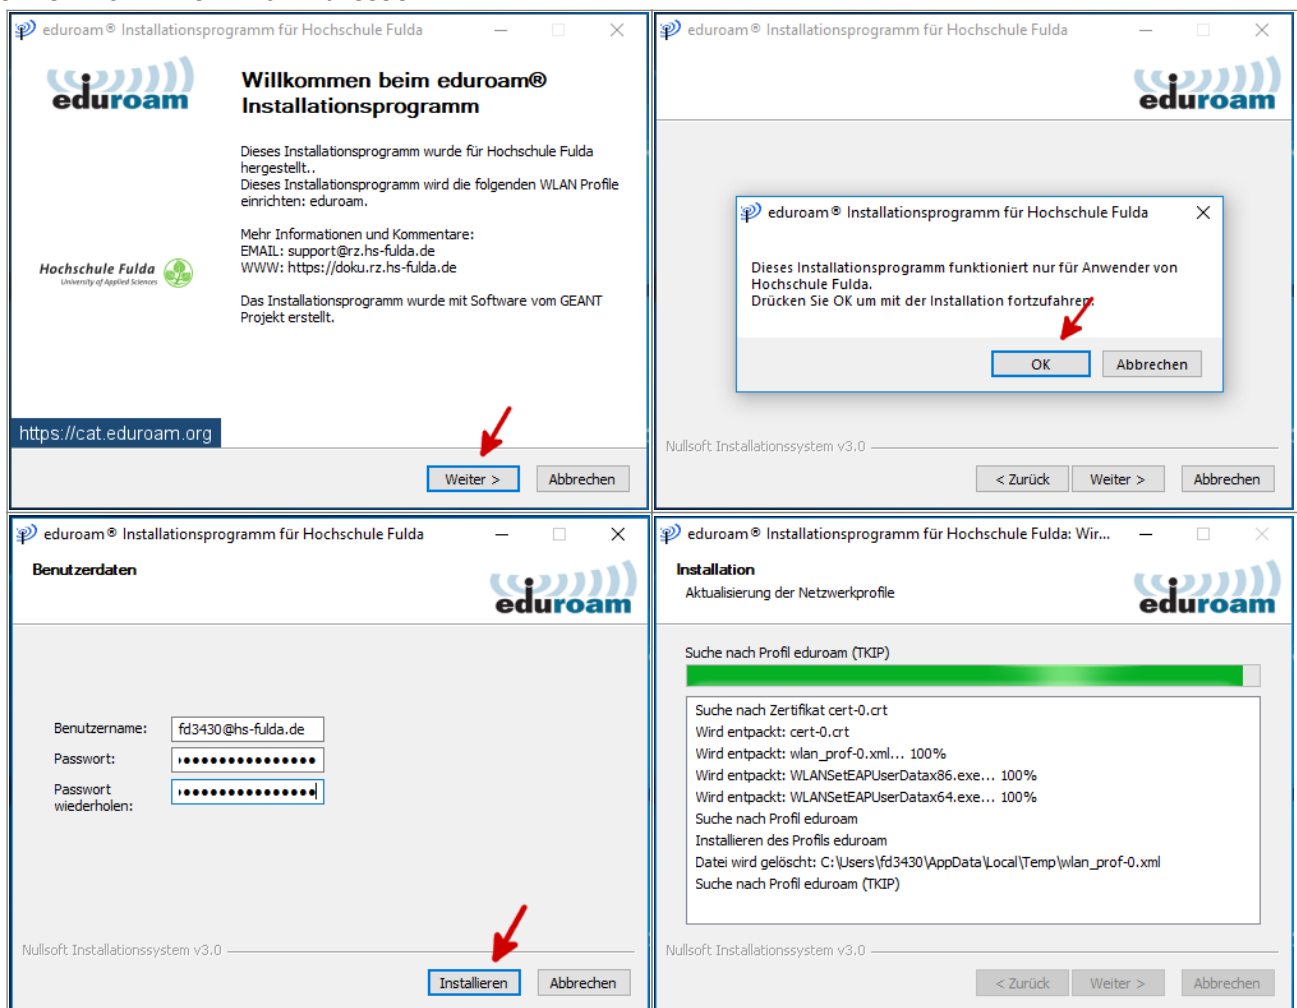 eduroam® Installationsprogramm für Hochschule Fulda
eduroam
Willkommen beim eduroam®
Installationsprogramm
Dieses Installationsprogramm wurde für Hochschule Fulda
hergestellt..
Dieses Installationsprogramm wird die folgenden WLAN Profile
einrichten: eduroam.
Mehr Informationen und Kommentare:
EMAIL: support@rz.hs-fulda.de
WWW: https://doku.rz.hs-fulda.de
Hochschule Fulda
University of Applied Sciences
Das Installationsprogramm wurde mit Software vom GEANT
Projekt erstellt.
https://cat.eduroam.org
Weiter >
Abbrechen
eduroam® Installationsprogramm für Hochschule Fulda
eduroam
eduroam® Installationsprogramm für Hochschule Fulda
Dieses Installationsprogramm funktioniert nur für Anwender von
Hochschule Fulda.
Drücken Sie OK um mit der Installation fortzufahren.
OK
Abbrechen
Nullsoft Installationssystem v3.0
< Zurück
Weiter >
Abbrechen
eduroam® Installationsprogramm für Hochschule Fulda
Benutzerdaten
eduroam
Benutzername:
fd3430@hs-fulda.de
Passwort:
Passwort
wiederholen:
Nullsoft Installationssystem v3.0
Installieren
Abbrechen
eduroam® Installationsprogramm für Hochschule Fulda: Wir...
Installation
Aktualisierung der Netzwerkprofile
eduroam
Suche nach Profil eduroam (TKIP)
Suche nach Zertifikat cert-0.crt
Wird entpackt: cert-0.crt
Wird entpackt: wlan_prof-0.xml... 100%
Wird entpackt: WLANSetEAPUserDatax86.exe... 100%
Wird entpackt: WLANSetEAPUserDatax64.exe... 100%
Suche nach Profil eduroam
Installieren des Profils eduroam
Datei wird gelöscht: C:\Users\fd3430\AppData\Local\Temp\wlan_prof-0.xml
Suche nach Profil eduroam (TKIP)
Nullsoft Installationssystem v3.0
< Zurück
Weiter >
Abbrechen